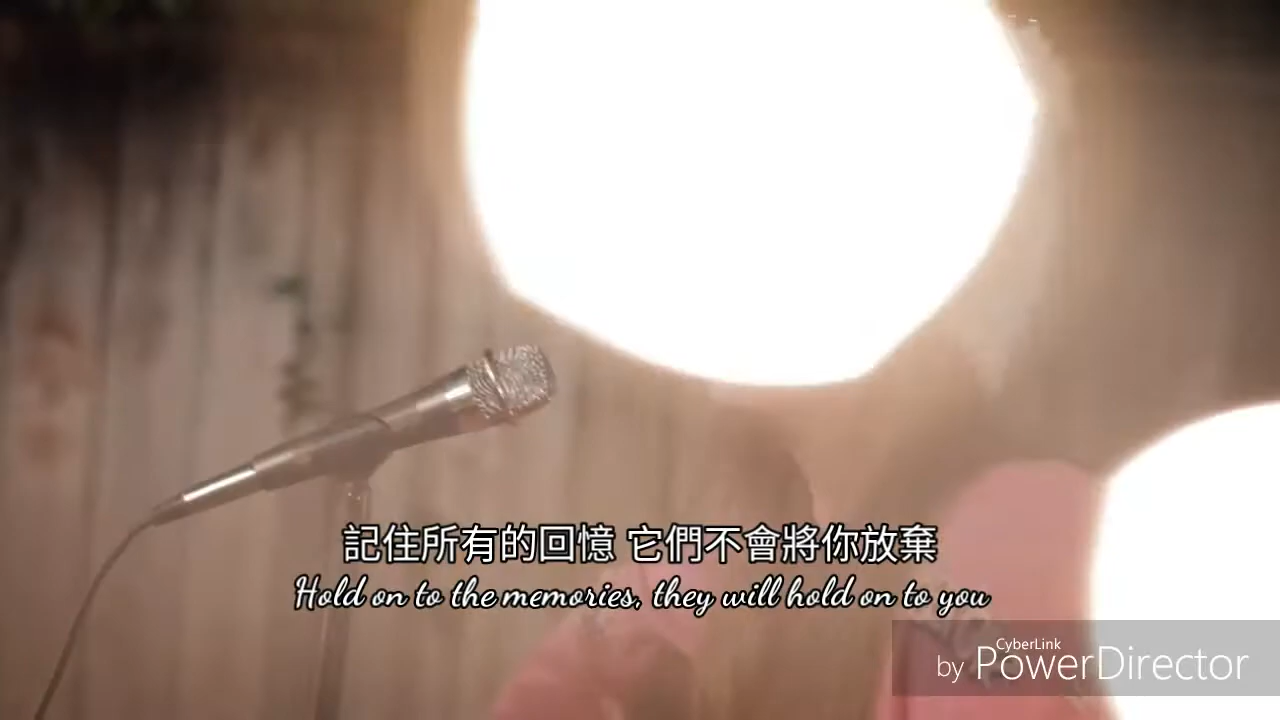 記住所有的回憶 它們不會將你放棄
Hold on to the memories, they will hold on to you
CyberLink
by PowerDirector